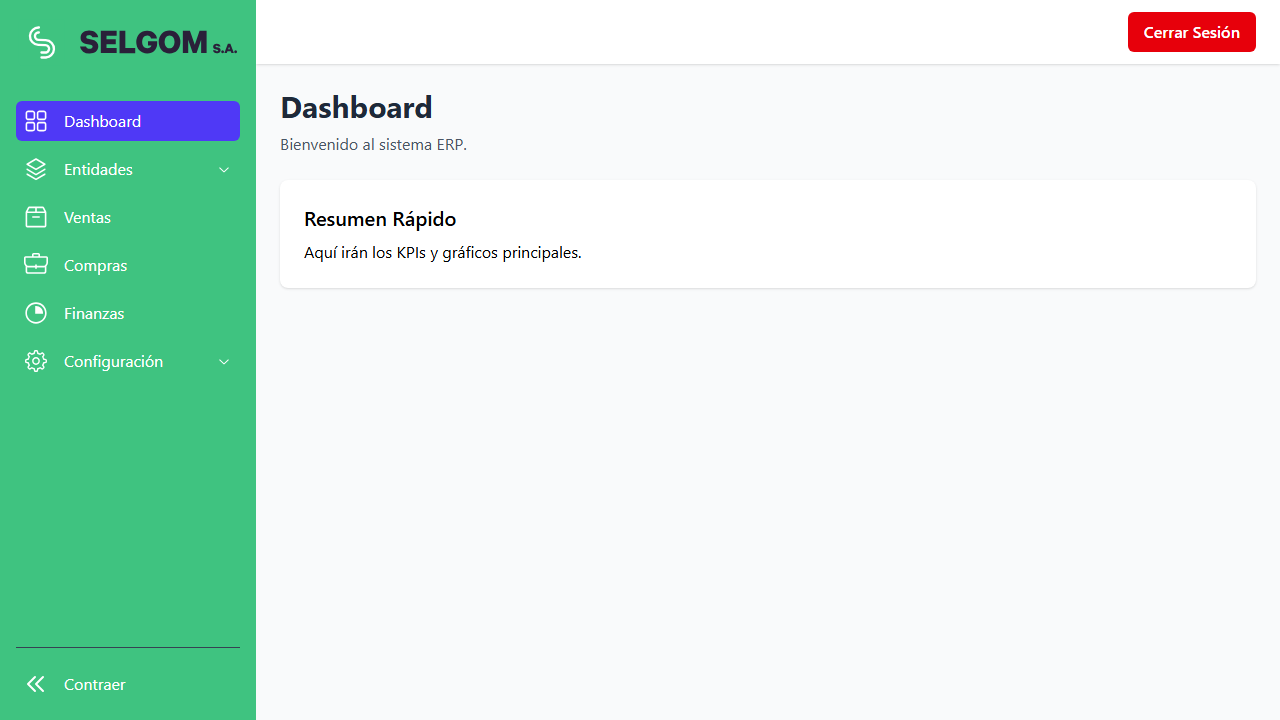 SELGOM S.A.
Cerrar Sesión
Dashboard
Entidades
Ventas
Compras
Finanzas
Configuración
Contraer
Dashboard
Bienvenido al sistema ERP.
Resumen Rápido
Aquí irán los KPIs y gráficos principales.